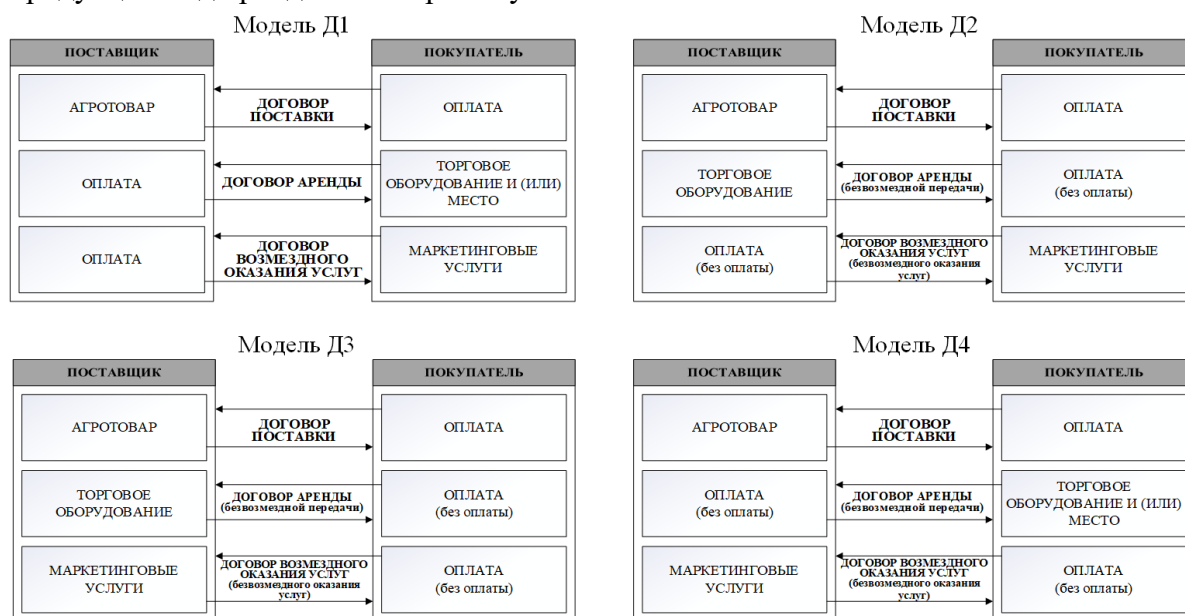 Модель Д1
ПОСТАВЩИК
ПОКУПАТЕЛЬ
АГРОТОВАР
ДОГОВОР
ПОСТАВКИ
ОПЛАТА
ОПЛАТА
ДОГОВОР АРЕНДЫ
ТОРГОВОЕ
ОБОРУДОВАНИЕ И (ИЛИ)
МЕСТО
ОПЛАТА
ДОГОВОР
ВОЗМЕЗДНОГО
ОКАЗАНИЯ УСЛУГ
МАРКЕТИНГОВЫЕ
УСЛУГИ
Модель Д2
ПОСТАВЩИК
ПОКУПАТЕЛЬ
АГРОТОВАР
ДОГОВОР
ПОСТАВКИ
ОПЛАТА
ТОРГОВОЕ
ОБОРУДОВАНИЕ
ДОГОВОР АРЕНДЫ
(безвозмездной передачи)
ОПЛАТА
(без оплаты)
ОПЛАТА
(без оплаты)
ДОГОВОР ВОЗМЕЗДНОГО
ОКАЗАНИЯ УСЛУГ
(безвозмездного оказания
услуг)
МАРКЕТИНГОВЫЕ
УСЛУГИ
Модель Д3
ПОСТАВЩИК
ПОКУПАТЕЛЬ
АГРОТОВАР
ДОГОВОР
ПОСТАВКИ
ОПЛАТА
ТОРГОВОЕ
ОБОРУДОВАНИЕ
ДОГОВОР АРЕНДЫ
(безвозмездной передачи)
ОПЛАТА
(без оплаты)
МАРКЕТИНГОВЫЕ
УСЛУГИ
ДОГОВОР ВОЗМЕЗДНОГО
ОКАЗАНИЯ УСЛУГ
(безвозмездного оказания
услуг)
ОПЛАТА
(без оплаты)
Модель Д4
ПОСТАВЩИК
ПОКУПАТЕЛЬ
АГРОТОВАР
ДОГОВОР
ПОСТАВКИ
ОПЛАТА
ОПЛАТА
(без оплаты)
ДОГОВОР АРЕНДЫ
(безвозмездной передачи)
ТОРГОВОЕ
ОБОРУДОВАНИЕ И (ИЛИ)
МЕСТО
МАРКЕТИНГОВЫЕ
УСЛУГИ
ДОГОВОР ВОЗМЕЗДНОГО
ОКАЗАНИЯ УСЛУГ
(безвозмездного оказания
услуг)
ОПЛАТА
(без оплаты)